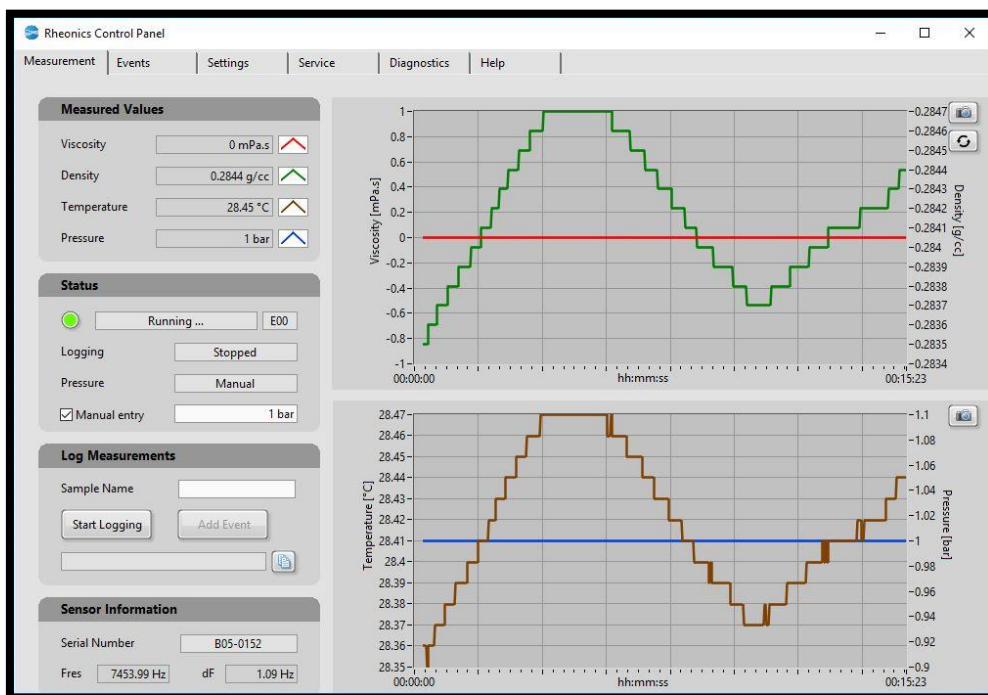 Rheonics Control Panel
Measurement Events Settings Service Diagnostics Help
Measured Values
Viscosity 0 mPa.s
Density 0.2844 g/cc
Temperature 28.45 °C
Pressure 1 bar
Status
Running ... E00
Logging Stopped
Pressure Manual
Manual entry 1 bar
Log Measurements
Sample Name
Start Logging Add Event
Sensor Information
Serial Number B05-0152
Fres 7453.99 Hz dF 1.09 Hz
Viscosity [mPa.s]
1
0.8
0.6
0.4
0.2
0
-0.2
-0.4
-0.6
-0.8
-1
00:00:00 hh:mm:ss 00:15:23
0.2847
0.2846
0.2845
0.2844
0.2843
0.2842
0.2841
0.284
0.2839
0.2838
0.2837
0.2836
0.2835
0.2834
Density [g/cc]
Temperature [°C]
28.47
28.46
28.45
28.44
28.43
28.42
28.41
28.4
28.39
28.38
28.37
28.36
28.35
00:00:00 hh:mm:ss 00:15:23
1.1
1.08
1.06
1.04
1.02
1
0.98
0.96
0.94
0.92
0.9
Pressure [bar]